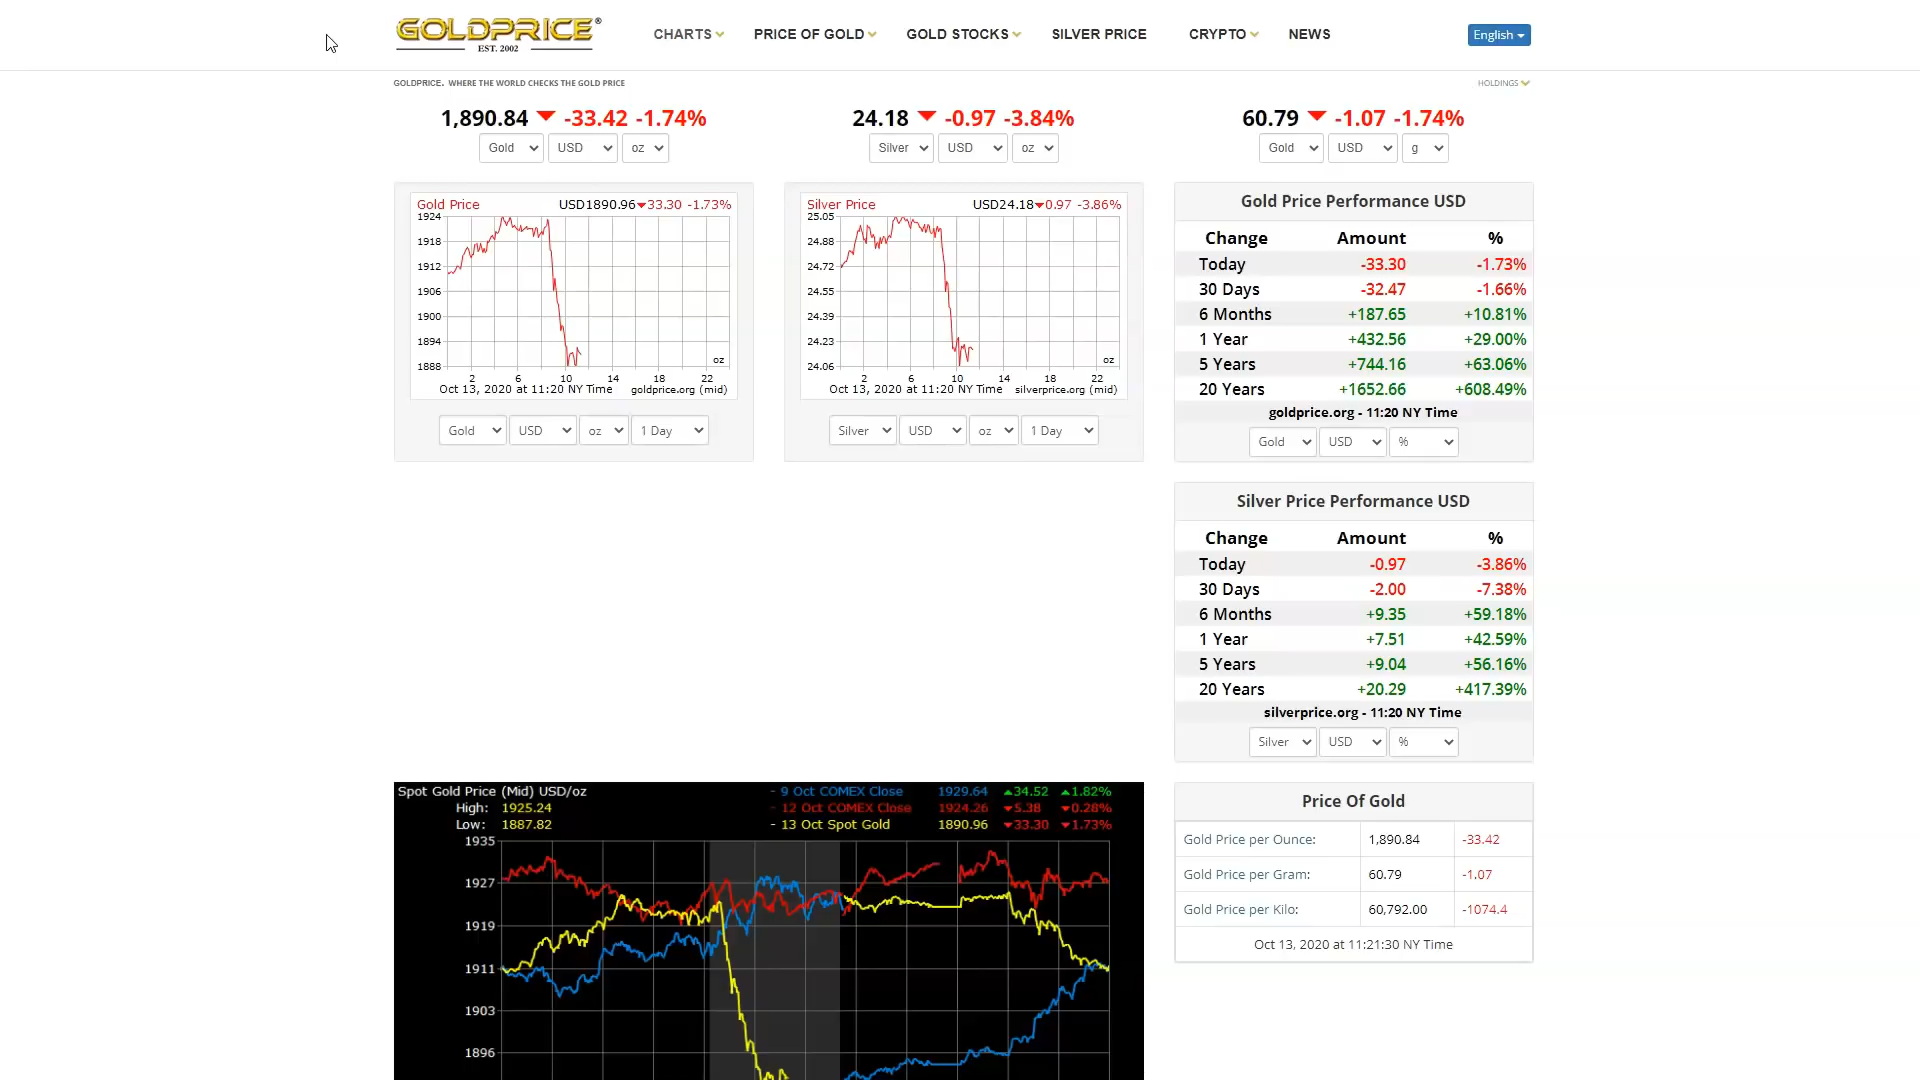 GOLDPRICE®
EST. 2002
CHARTS
PRICE OF GOLD
GOLD STOCKS
SILVER PRICE
CRYPTO
NEWS
English
GOLDPRICE. WHERE THE WORLD CHECKS THE GOLD PRICE
HOLDINGS
1,890.84 -33.42 -1.74%
Gold USD oz
24.18 -0.97 -3.84%
Silver USD oz
60.79 -1.07 -1.74%
Gold USD g
Gold Price USD1890.96 33.30 -1.73%
1924
1918
1912
1906
1900
1894
1888
oz
2 6 10 14 18 22
Oct 13, 2020 at 11:20 NY Time goldprice.org (mid)
Gold USD oz 1 Day
Silver Price USD24.18 0.97 -3.86%
25.05
24.88
24.72
24.55
24.39
24.23
24.06
oz
2 6 10 14 18 22
Oct 13, 2020 at 11:20 NY Time silverprice.org (mid)
Silver USD oz 1 Day
Gold Price Performance USD
Change Amount %
Today -33.30 -1.73%
30 Days -32.47 -1.66%
6 Months +187.65 +10.81%
1 Year +432.56 +29.00%
5 Years +744.16 +63.06%
20 Years +1652.66 +608.49%
goldprice.org - 11:20 NY Time
Gold USD %
Silver Price Performance USD
Change Amount %
Today -0.97 -3.86%
30 Days -2.00 -7.38%
6 Months +9.35 +59.18%
1 Year +7.51 +42.59%
5 Years +9.04 +56.16%
20 Years +20.29 +417.39%
silverprice.org - 11:20 NY Time
Silver USD %
Spot Gold Price (Mid) USD/oz - 9 Oct COMEX Close 1929.64 34.52 1.82%
High: 1925.24 - 12 Oct COMEX Close 1924.26 5.38 0.28%
Low: 1887.82 - 13 Oct Spot Gold 1890.96 33.30 1.73%
1935
1927
1919
1911
1903
1896
Price Of Gold
Gold Price per Ounce: 1,890.84 -33.42
Gold Price per Gram: 60.79 -1.07
Gold Price per Kilo: 60,792.00 -1074.4
Oct 13, 2020 at 11:21:30 NY Time